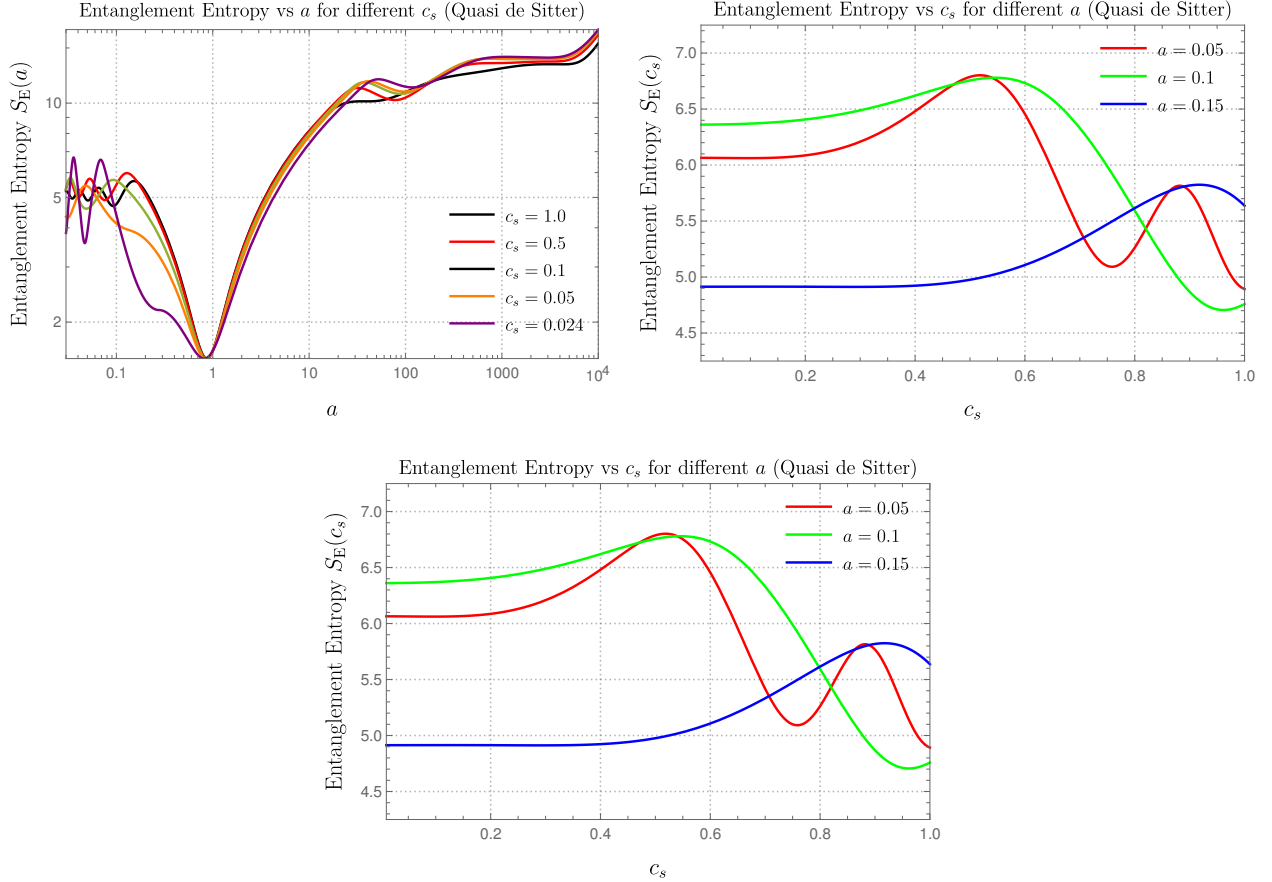 Entanglement Entropy vs a for different c_s (Quasi de Sitter)
Entanglement Entropy S_E(a)
10
5
2
c_s = 1.0
c_s = 0.5
c_s = 0.1
c_s = 0.05
c_s = 0.024
0.1 1 10 100 1000 10^4
a
Entanglement Entropy vs c_s for different a (Quasi de Sitter)
Entanglement Entropy S_E(c_s)
7.0
6.5
6.0
5.5
5.0
4.5
a = 0.05
a = 0.1
a = 0.15
0.2 0.4 0.6 0.8 1.0
c_s
Entanglement Entropy vs c_s for different a (Quasi de Sitter)
Entanglement Entropy S_E(c_s)
7.0
6.5
6.0
5.5
5.0
4.5
a = 0.05
a = 0.1
a = 0.15
0.2 0.4 0.6 0.8 1.0
c_s